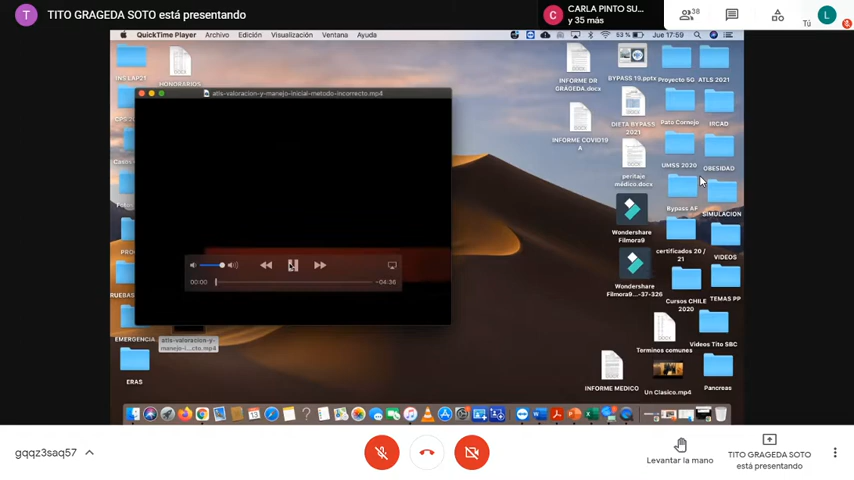 T TITO GRAGEDA SOTO está presentando
C CARLA PINTO SU...
y 35 más
38
Tú
L
QuickTime Player Archivo Edición Visualización Ventana Ayuda
53 % Jue 17:59
INS LAP21
HONORARIOS
INFORME DR
GRÁGEDA.docx
BYPASS 19.pptx
Proyecto 5G
ATLS 2021
atls-valoracion-y-manejo-inicial-metodo-incorrecto.mp4
INFORME COVID19
A
DIETA BYPASS
2021
Pato Cornejo
IRCAD
peritaje
médico.docx
UMSS 2020
OBESIDAD
Bypass AF
SIMULACION
Wondershare
Filmora9
certificados 20 /
21
VIDEOS
00:00
-04:36
Wondershare
Filmora9...-37-326
Cursos CHILE
2020
TEMAS PP
EMERGENCIA
atls-valoracion-y-
manejo-i...cto.mp4
Terminos comunes
Videos Tito SBC
ERAS
INFORME MEDICO
Un Clasico.mp4
Pancreas
gqqz3saq57
Levantar la mano
TITO GRAGEDA SOTO
está presentando